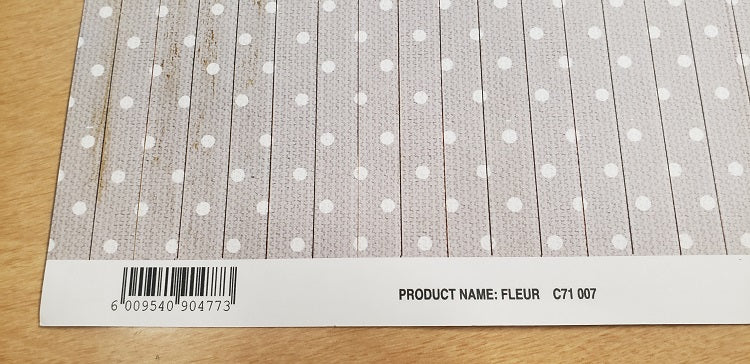 6 009540 904773
PRODUCT NAME: FLEUR C71 007